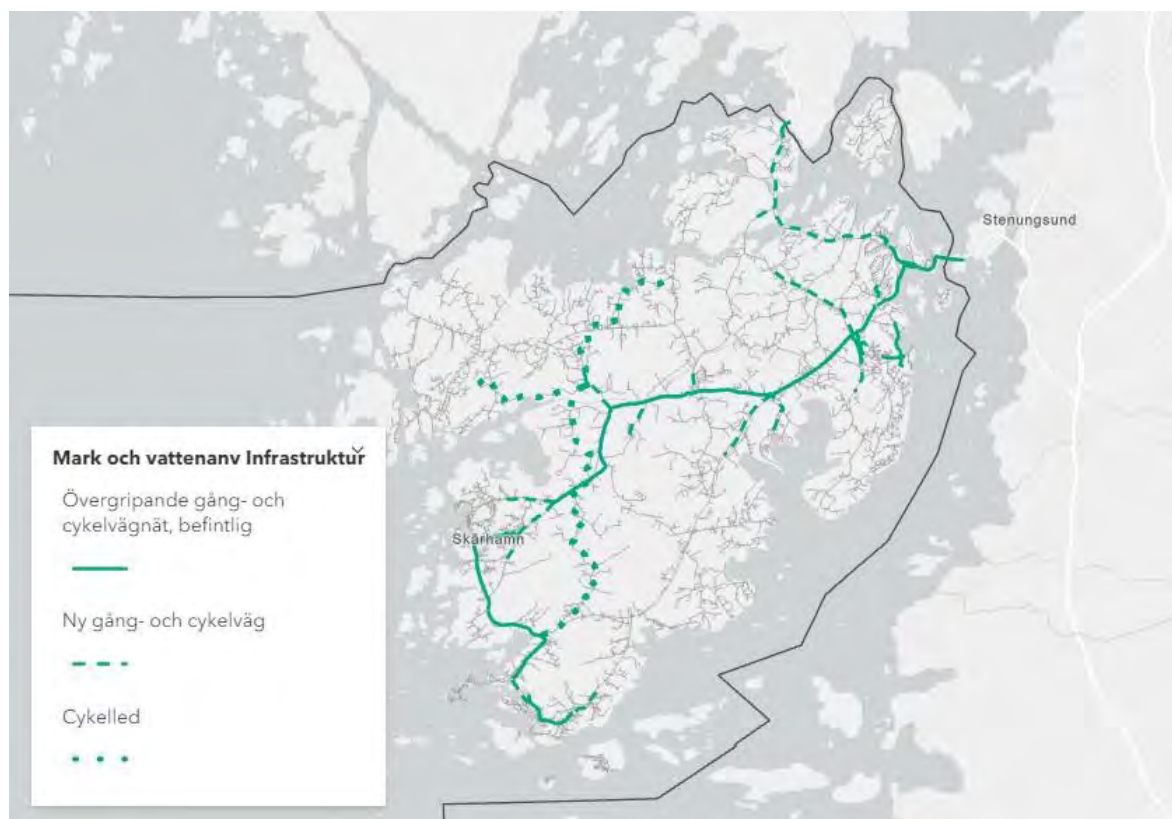 Stenungsund
Skärhamn
Mark och vattenanv Infrastruktur
Övergripande gång- och
cykelvägnät, befintlig
Ny gång- och cykelväg
Cykelled